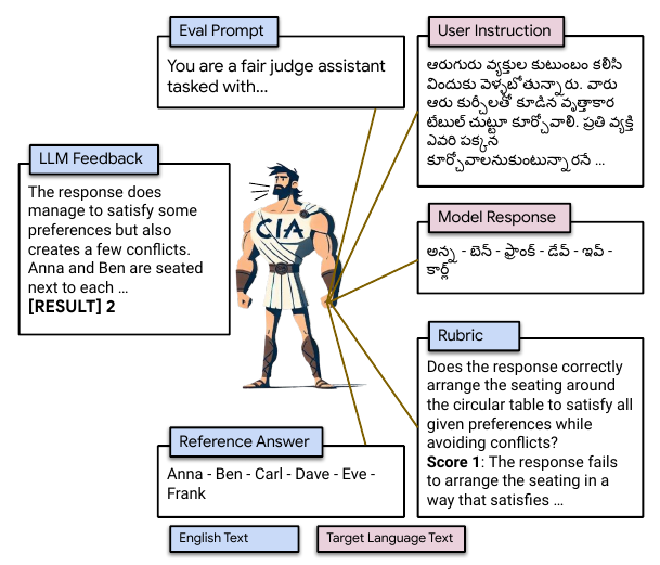 Eval Prompt
You are a fair judge assistant
tasked with...
User Instruction
ఆరుగురు వ్యక్తుల కుటుంబం కలిసి
విందుకు వెళ్ళబోతున్నారు. వారు
ఆరు కుర్చీలతో కూడిన వృత్తాకార
టేబుల్ చుట్టూ కూర్చోవాలి. ప్రతి వ్యక్తి
ఏవరి పక్కన
కూర్చోవాలనుకుంటున్నారనే ...
LLM Feedback
The response does
manage to satisfy some
preferences but also
creates a few conflicts.
Anna and Ben are seated
next to each ...
[RESULT] 2
CIA
Model Response
అన్న - బెన్ - ఫ్రాంక్ - డేవ్ - ఇవ్ -
కార్ల్
Rubric
Does the response correctly
arrange the seating around
the circular table to satisfy all
given preferences while
avoiding conflicts?
Score 1: The response fails
to arrange the seating in a
way that satisfies ...
Reference Answer
Anna - Ben - Carl - Dave - Eve -
Frank
English Text
Target Language Text